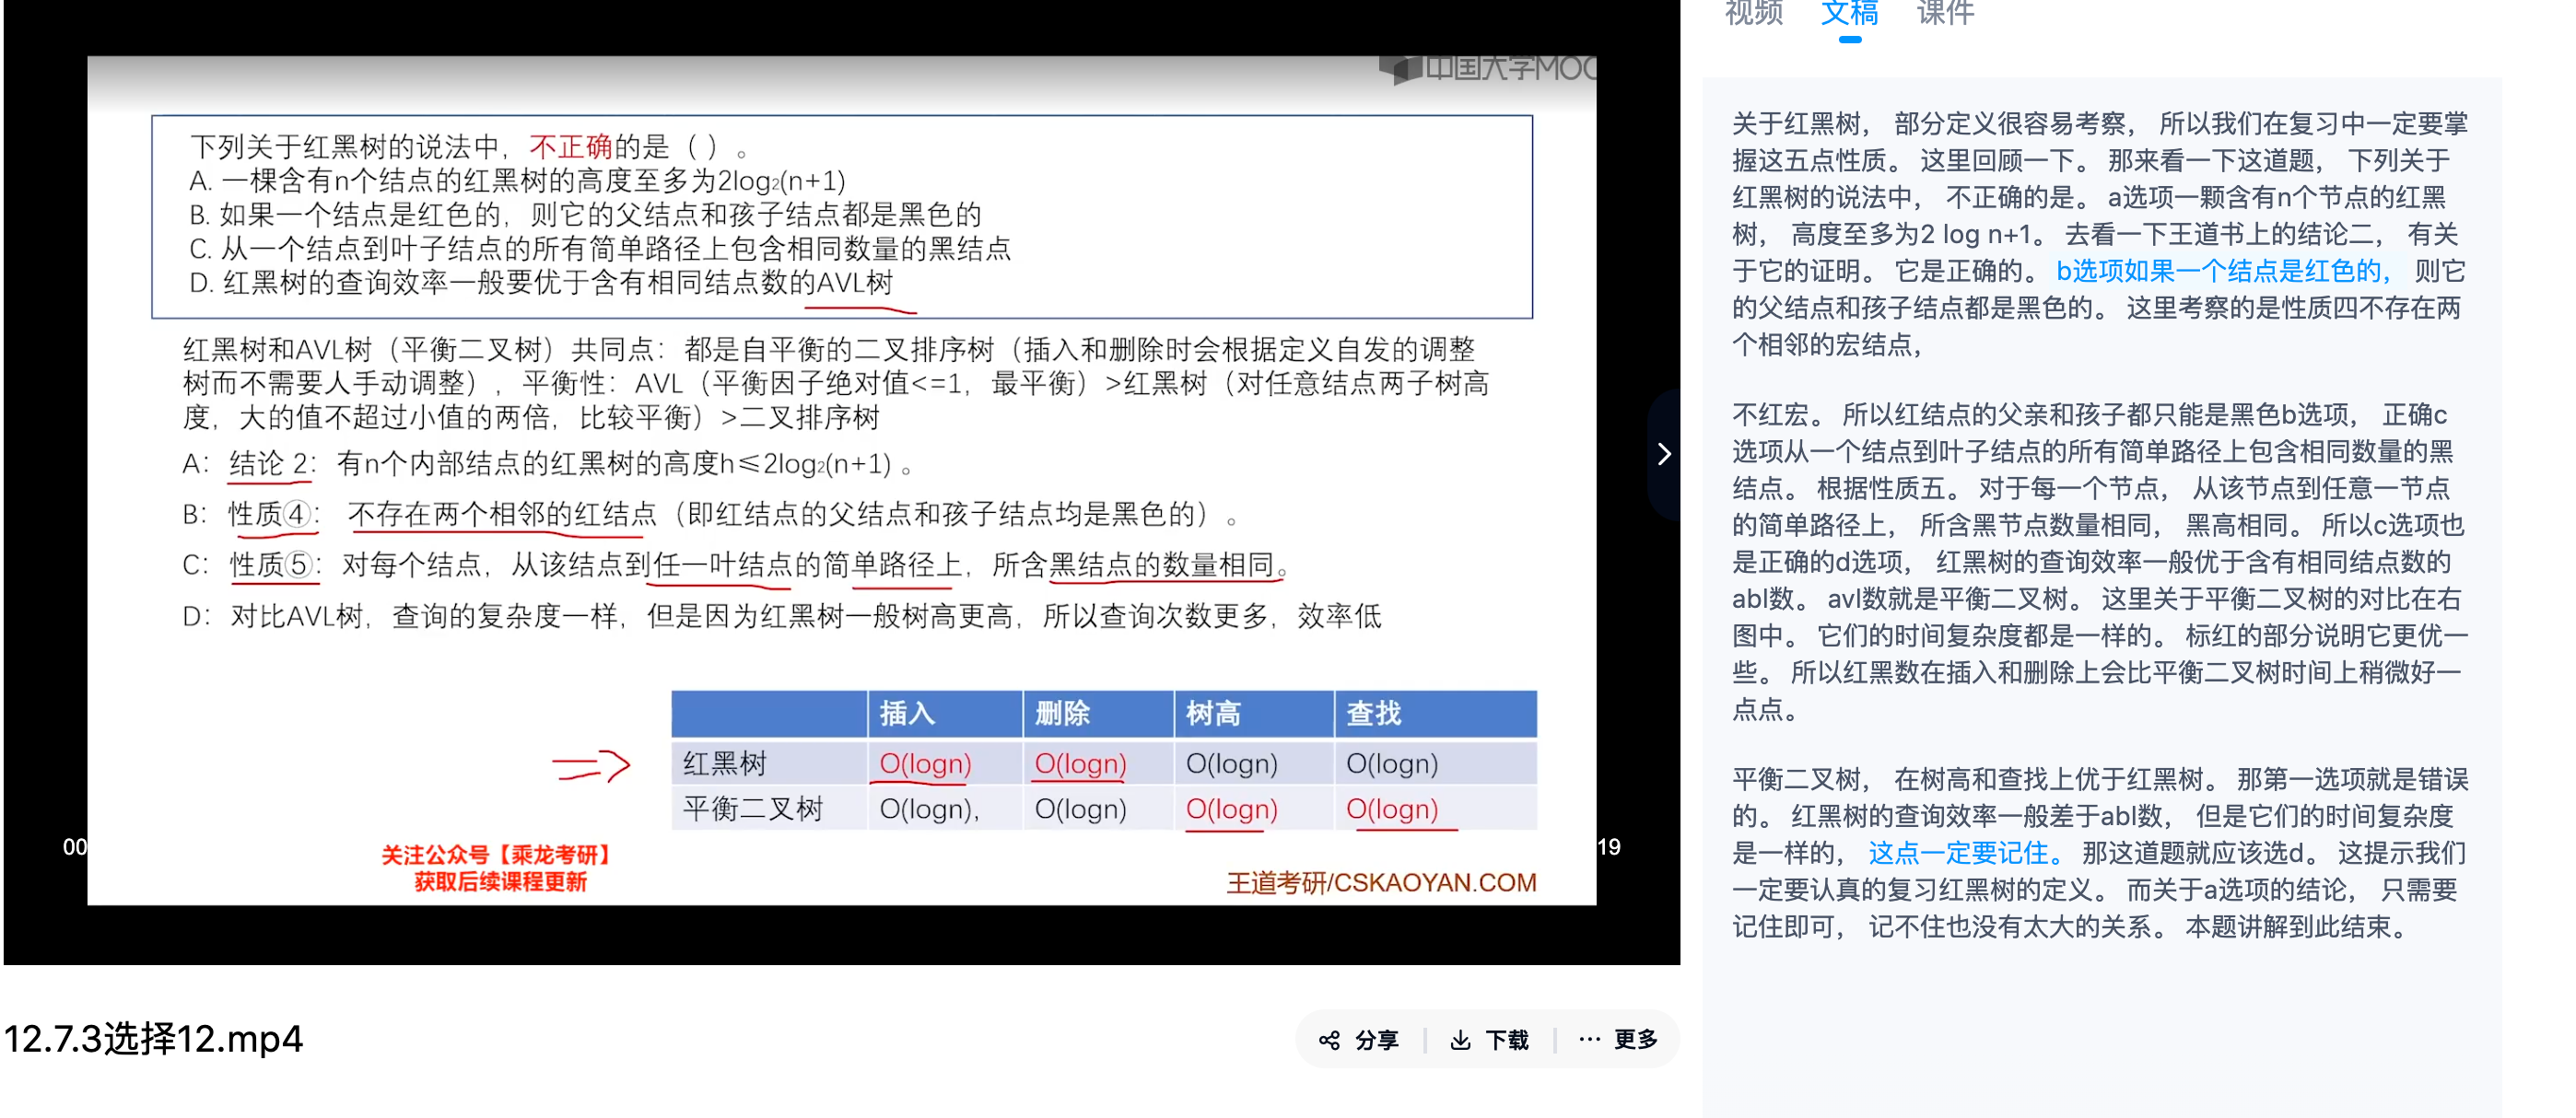 中国大学MOC
下列关于红黑树的说法中，不正确的是（ ）。
A. 一棵含有n个结点的红黑树的高度至多为2log₂(n+1)
B. 如果一个结点是红色的，则它的父结点和孩子结点都是黑色的
C. 从一个结点到叶子结点的所有简单路径上包含相同数量的黑结点
D. 红黑树的查询效率一般要优于含有相同结点数的AVL树
红黑树和AVL树（平衡二叉树）共同点：都是自平衡的二叉排序树（插入和删除时会根据定义自发的调整
树而不需要人手动调整），平衡性：AVL（平衡因子绝对值<=1，最平衡）>红黑树（对任意结点两子树高
度，大的值不超过小值的两倍，比较平衡）>二叉排序树
A：结论 2：有n个内部结点的红黑树的高度h≤2log₂(n+1) 。
B：性质④： 不存在两个相邻的红结点（即红结点的父结点和孩子结点均是黑色的）。
C：性质⑤：对每个结点，从该结点到任一叶结点的简单路径上，所含黑结点的数量相同。
D：对比AVL树，查询的复杂度一样，但是因为红黑树一般树高更高，所以查询次数更多，效率低
插入 删除 树高 查找
红黑树 O(logn) O(logn) O(logn) O(logn)
平衡二叉树 O(logn), O(logn) O(logn) O(logn)
00
19
关注公众号【乘龙考研】
获取后续课程更新
王道考研/CSKAOYAN.COM
12.7.3选择12.mp4
分享 下载 ··· 更多
视频 文稿 课件
关于红黑树， 部分定义很容易考察， 所以我们在复习中一定要掌
握这五点性质。 这里回顾一下。 那来看一下这道题， 下列关于
红黑树的说法中， 不正确的是。 a选项一颗含有n个节点的红黑
树， 高度至多为2 log n+1。 去看一下王道书上的结论二， 有关
于它的证明。 它是正确的。 b选项如果一个结点是红色的， 则它
的父结点和孩子结点都是黑色的。 这里考察的是性质四不存在两
个相邻的宏结点，
不红宏。 所以红结点的父亲和孩子都只能是黑色b选项， 正确c
选项从一个结点到叶子结点的所有简单路径上包含相同数量的黑
结点。 根据性质五。 对于每一个节点， 从该节点到任意一节点
的简单路径上， 所含黑节点数量相同， 黑高相同。 所以c选项也
是正确的d选项， 红黑树的查询效率一般优于含有相同结点数的
abl数。 avl数就是平衡二叉树。 这里关于平衡二叉树的对比在右
图中。 它们的时间复杂度都是一样的。 标红的部分说明它更优一
些。 所以红黑数在插入和删除上会比平衡二叉树时间上稍微好一
点点。
平衡二叉树， 在树高和查找上优于红黑树。 那第一选项就是错误
的。 红黑树的查询效率一般差于abl数， 但是它们的时间复杂度
是一样的， 这点一定要记住。 那这道题就应该选d。 这提示我们
一定要认真的复习红黑树的定义。 而关于a选项的结论， 只需要
记住即可， 记不住也没有太大的关系。 本题讲解到此结束。